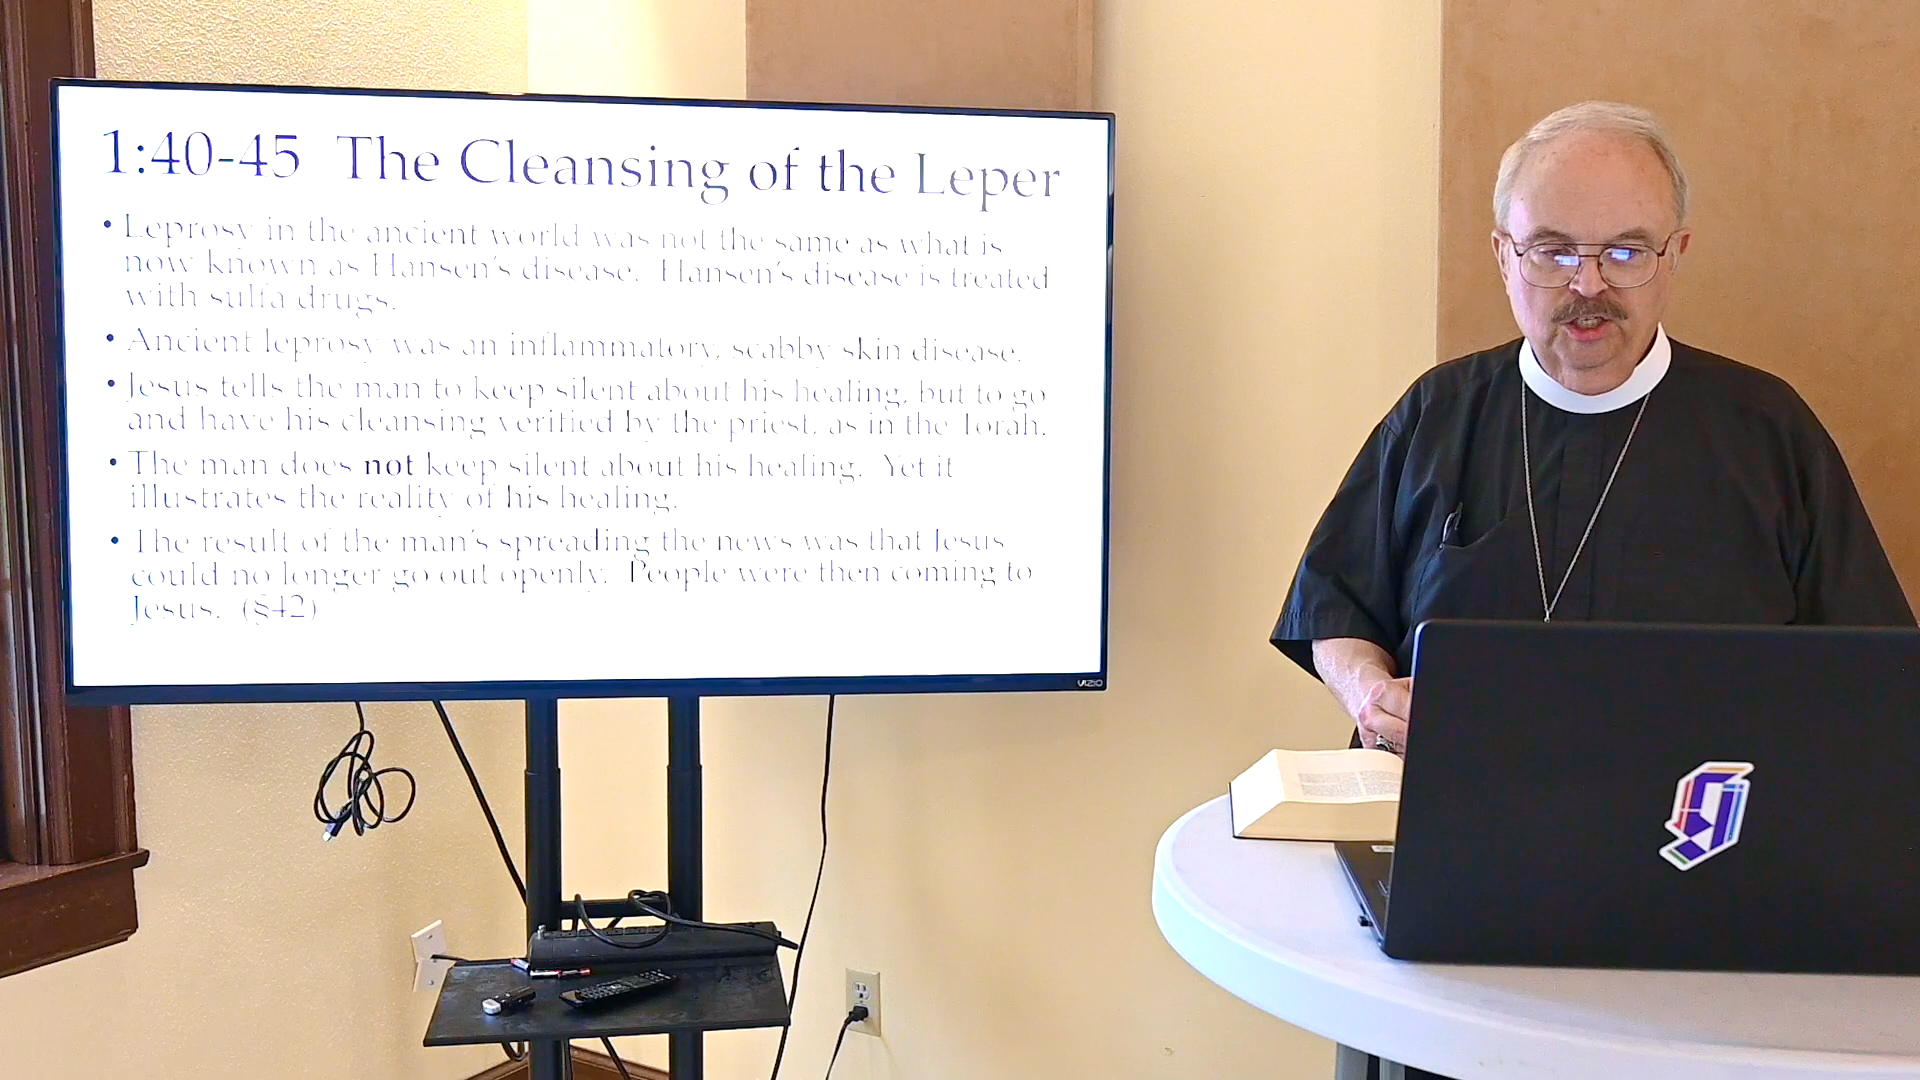 1:40-45 The Cleansing of the Leper
• Leprosy in the ancient world was not the same as what is
now known as Hansen's disease. Hansen's disease is treated
with sulfa drugs.
• Ancient leprosy was an inflammatory, scabby skin disease.
• Jesus tells the man to keep silent about his healing, but to go
and have his cleansing verified by the priest, as in the Torah.
• The man does not keep silent about his healing. Yet it
illustrates the reality of his healing.
• The result of the man's spreading the news was that Jesus
could no longer go out openly. People were then coming to
Jesus. (§42)
VIZIO
g